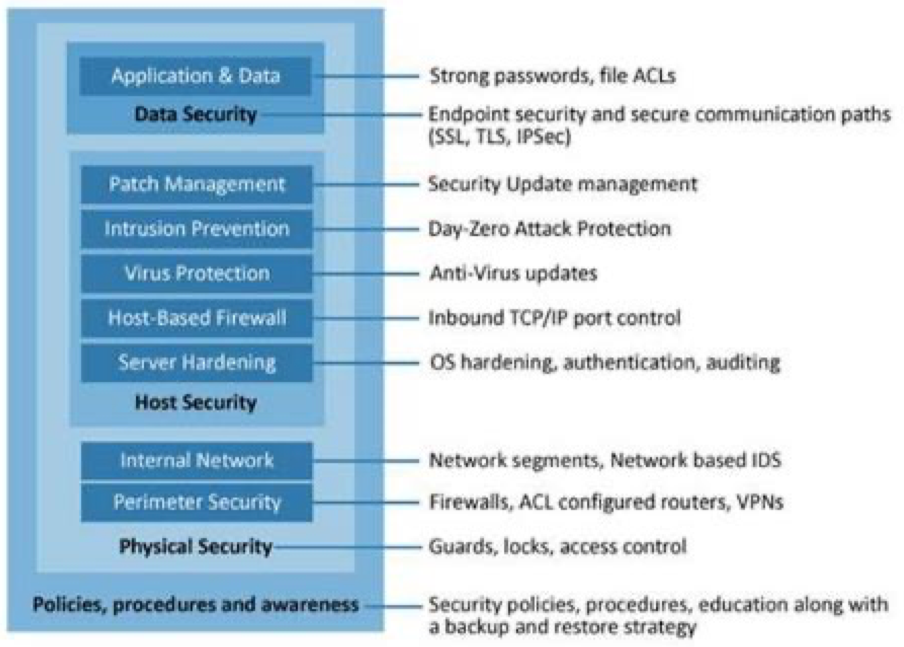 Application & Data
Strong passwords, file ACLs
Data Security
Endpoint security and secure communication paths
(SSL, TLS, IPSec)
Patch Management
Security Update management
Intrusion Prevention
Day-Zero Attack Protection
Virus Protection
Anti-Virus updates
Host-Based Firewall
Inbound TCP/IP port control
Server Hardening
OS hardening, authentication, auditing
Host Security
Internal Network
Network segments, Network based IDS
Perimeter Security
Firewalls, ACL configured routers, VPNs
Physical Security
Guards, locks, access control
Policies, procedures and awareness
Security policies, procedures, education along with
a backup and restore strategy